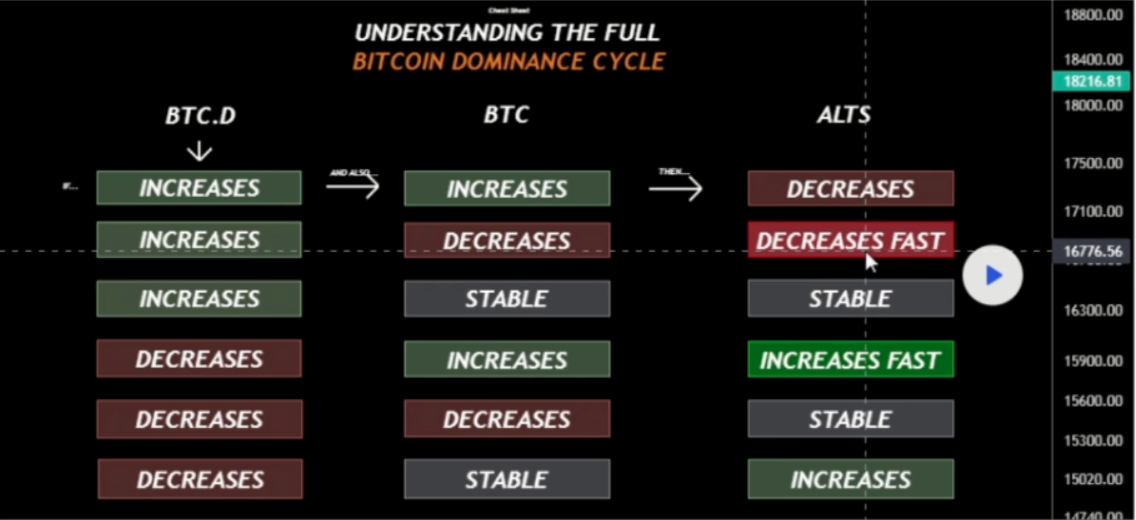 Cheat Sheet
UNDERSTANDING THE FULL
BITCOIN DOMINANCE CYCLE
BTC.D BTC ALTS
IF... INCREASES AND ALSO... INCREASES THEN... DECREASES
INCREASES DECREASES DECREASES FAST
INCREASES STABLE STABLE
DECREASES INCREASES INCREASES FAST
DECREASES DECREASES STABLE
DECREASES STABLE INCREASES
18800.00
18400.00
18216.81
18000.00
17500.00
17100.00
16776.56
16300.00
15900.00
15600.00
15300.00
15020.00
14740.00